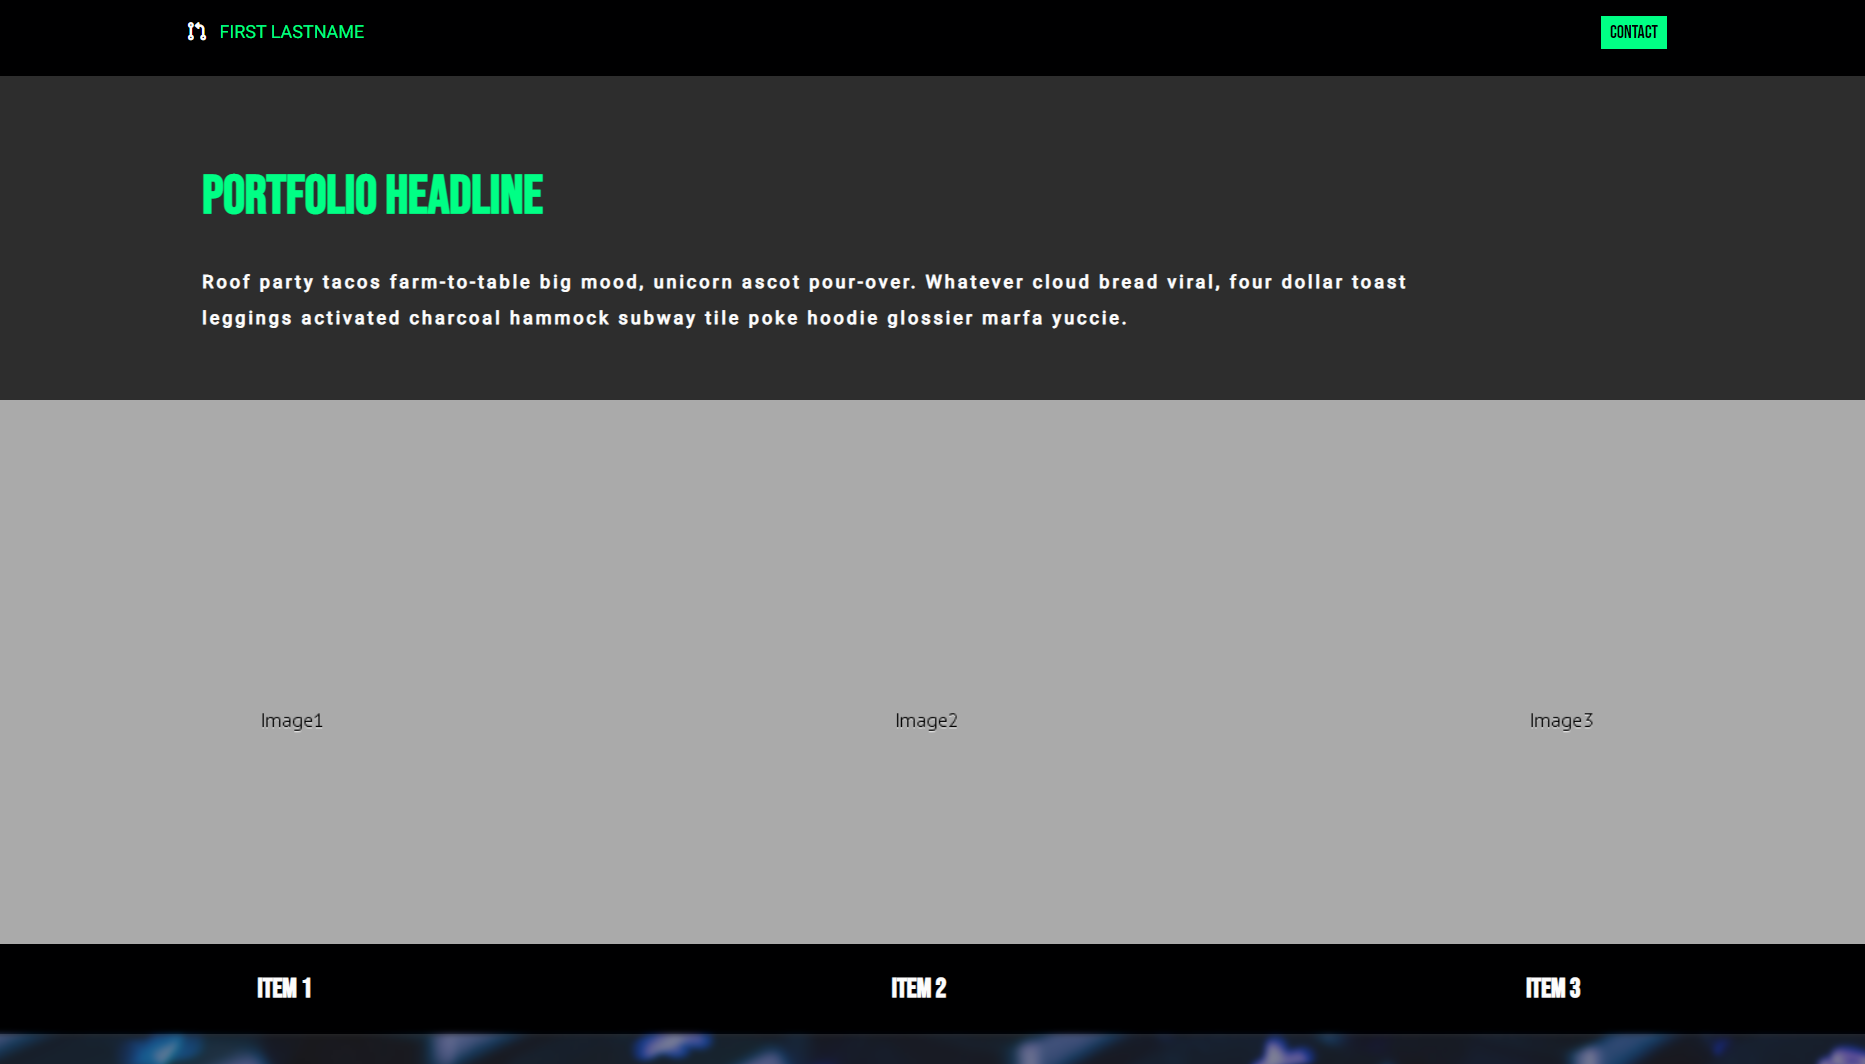 FIRST LASTNAME
CONTACT
PORTFOLIO HEADLINE
Roof party tacos farm-to-table big mood, unicorn ascot pour-over. Whatever cloud bread viral, four dollar toast
leggings activated charcoal hammock subway tile poke hoodie glossier marfa yuccie.
Image1
Image2
Image3
ITEM 1
ITEM 2
ITEM 3